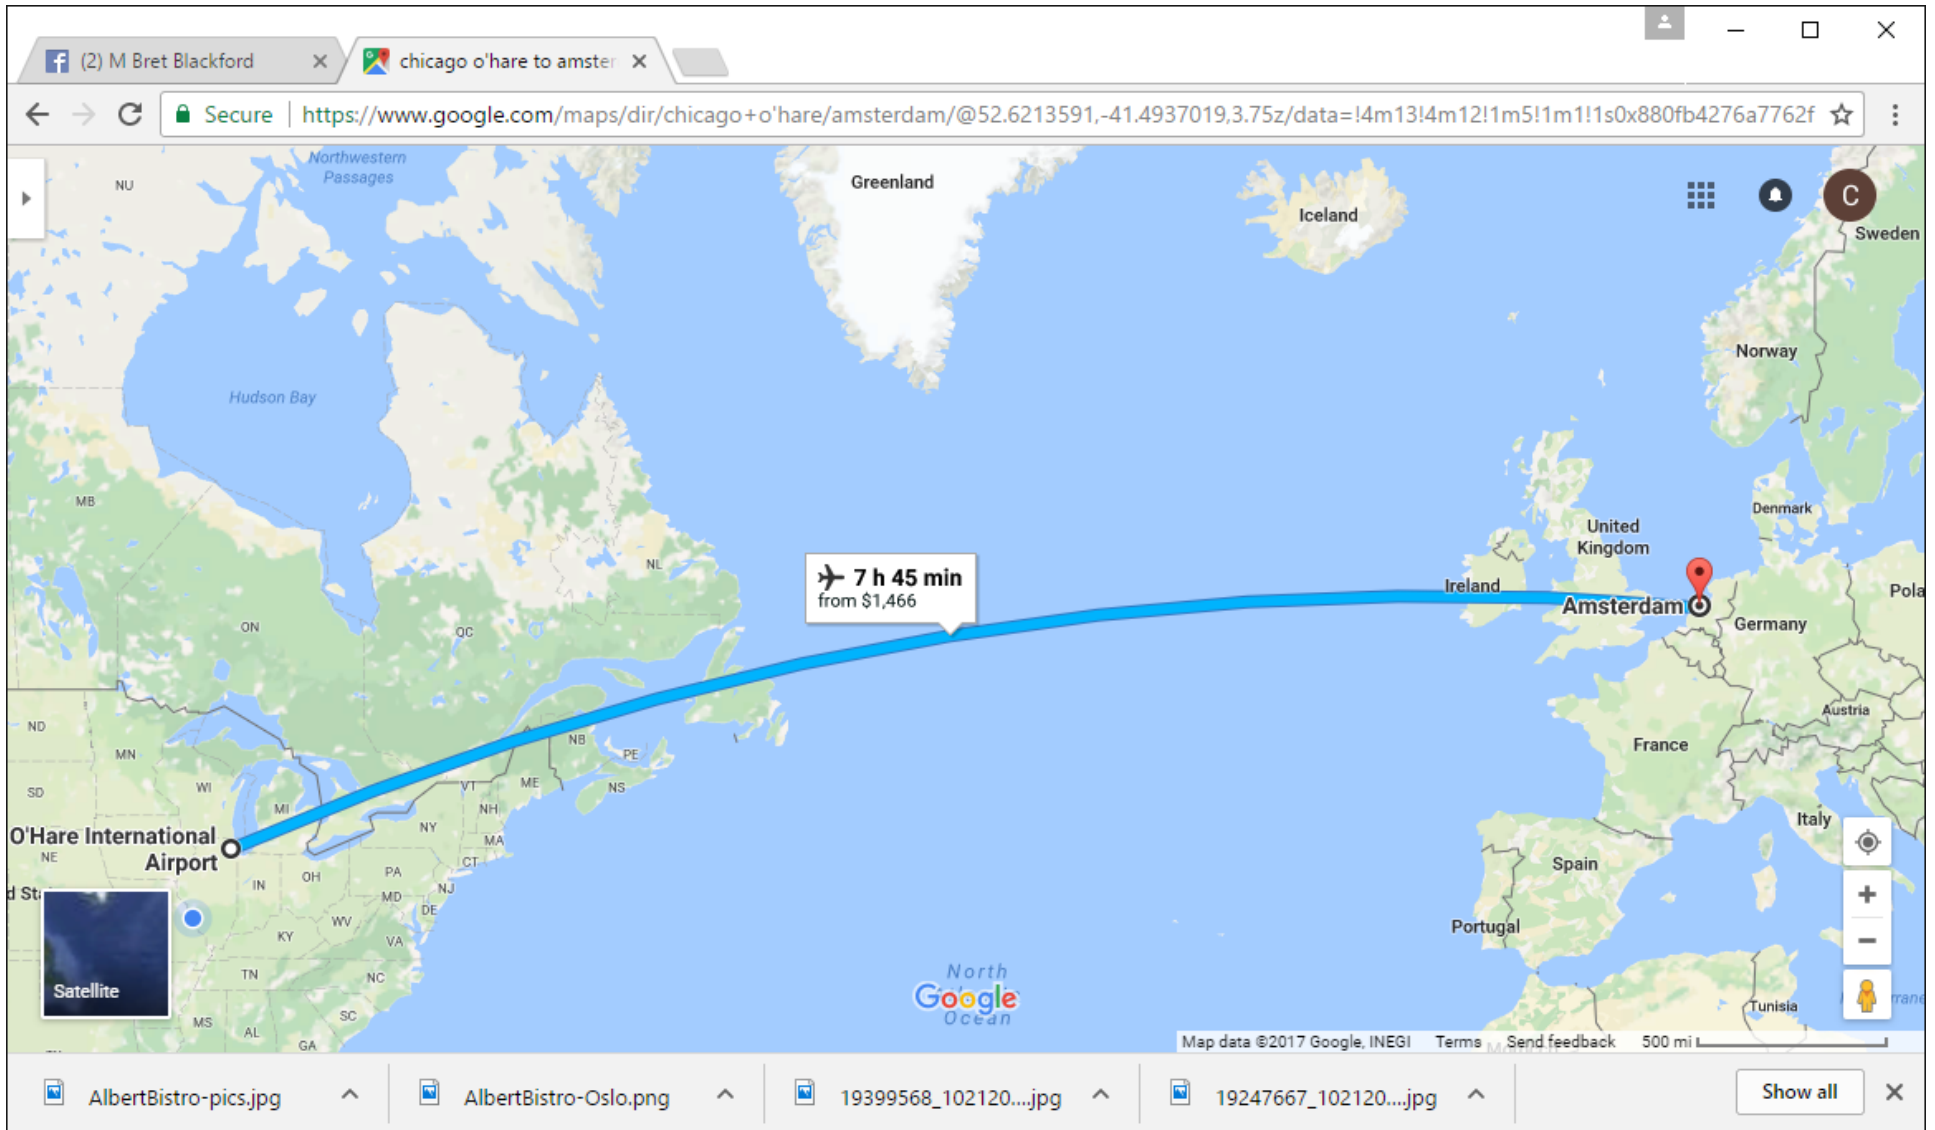 (2) M Bret Blackford
chicago o'hare to amster
Secure
https://www.google.com/maps/dir/chicago+o'hare/amsterdam/@52.6213591,-41.4937019,3.75z/data=!4m13!4m12!1m5!1m1!1s0x880fb4276a7762f
Northwestern
Passages
NU
Greenland
Iceland
C
Sweden
Norway
Hudson Bay
MB
Denmark
United
Kingdom
NL
7 h 45 min
from $1,466
Ireland
Amsterdam
Pola
Germany
ON
QC
Austria
ND
NB
France
MN
PE
ME
VT
NS
WI
SD
MI
NH
NY
MA
Italy
O'Hare International
Airport
NE
CT
Spain
OH
PA
IN
NJ
MD
d Sta
DE
WV
Portugal
KY
VA
TN
NC
North
Google
Ocean
Satellite
Tunisia
rrane
SC
MS
AL
GA
Map data ©2017 Google, INEGI
Terms
Send feedback
500 mi
AlbertBistro-pics.jpg
AlbertBistro-Oslo.png
19399568_102120....jpg
19247667_102120....jpg
Show all